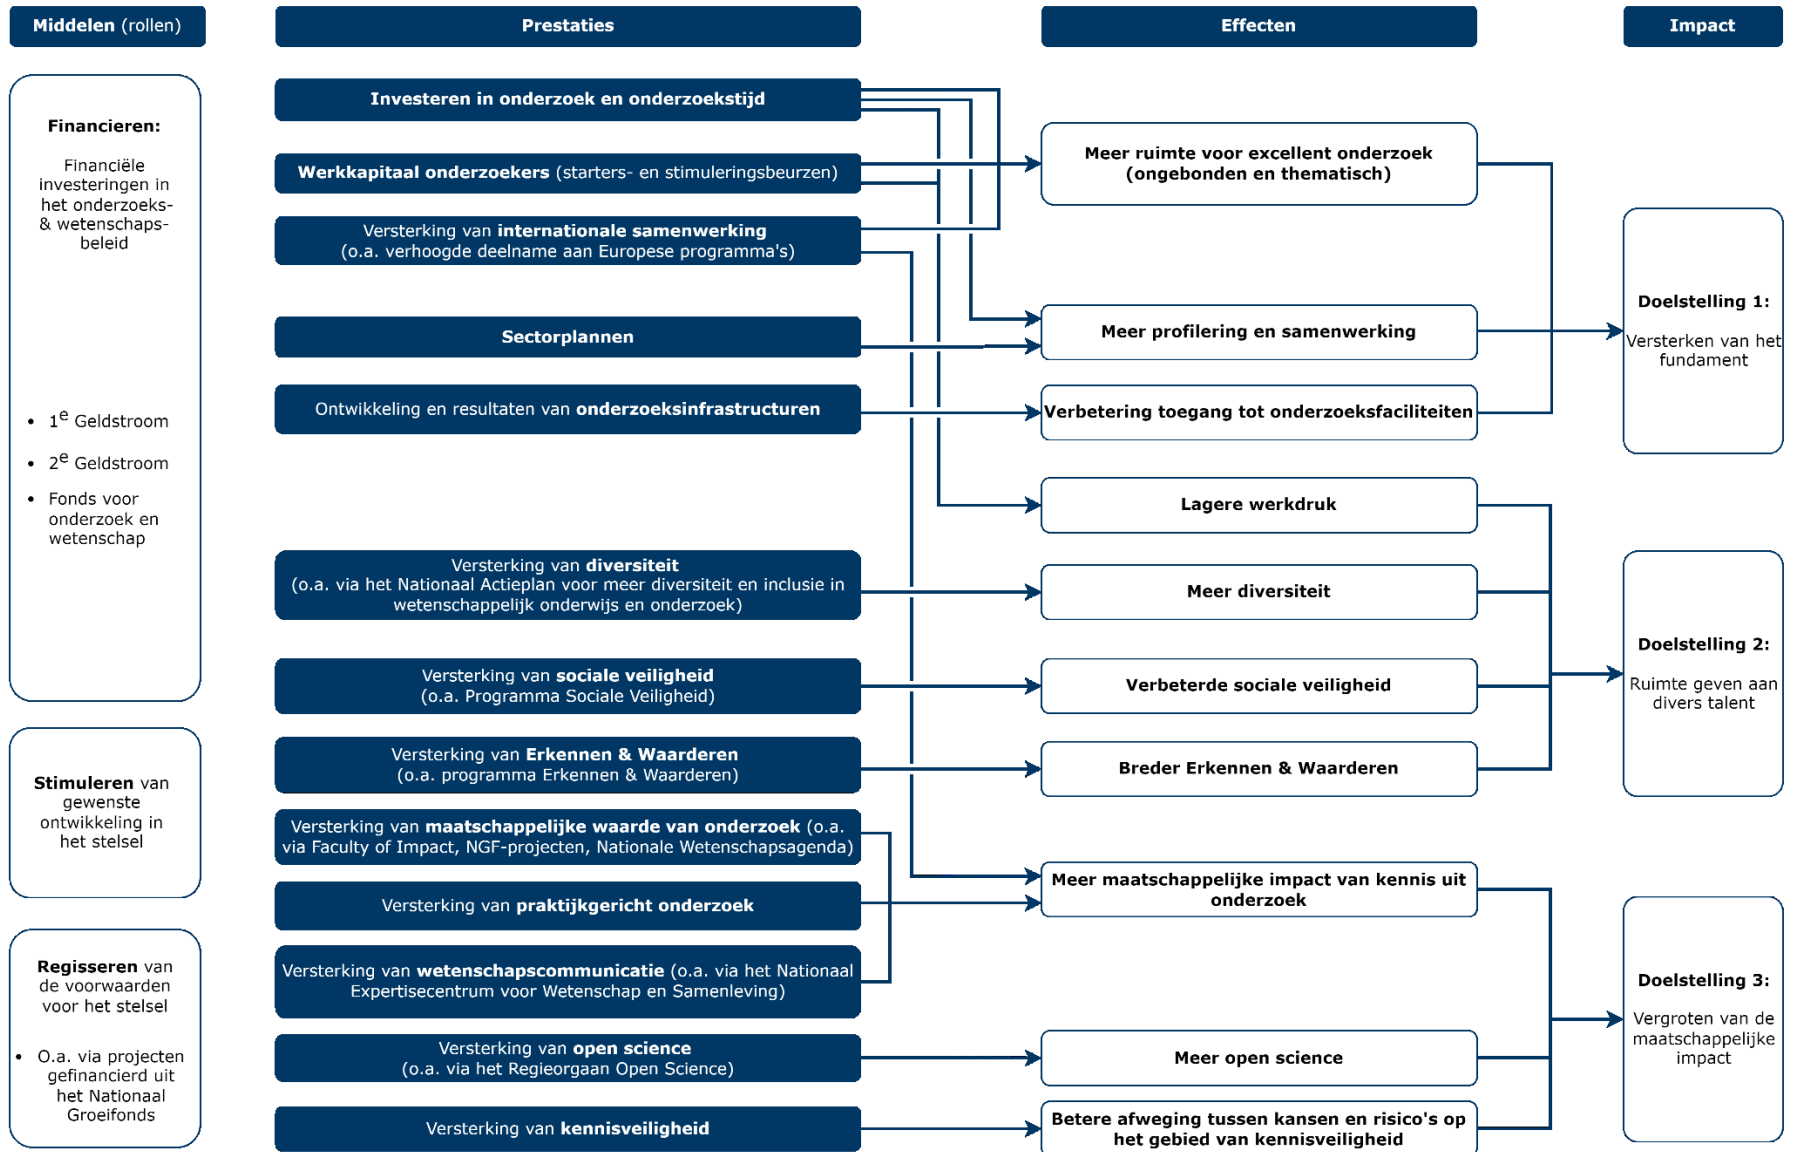 Middelen (rollen)
Prestaties
Effecten
Impact
Financieren:
Financiële
investeringen in
het onderzoeks-
& wetenschaps-
beleid
• 1e Geldstroom
• 2e Geldstroom
• Fonds voor
onderzoek en
wetenschap
Stimuleren van
gewenste
ontwikkeling in
het stelsel
Regisseren van
de voorwaarden
voor het stelsel
• O.a. via projecten
gefinancierd uit
het Nationaal
Groeifonds
Investeren in onderzoek en onderzoekstijd
Werkkapitaal onderzoekers (starters- en stimuleringsbeurzen)
Versterking van internationale samenwerking
(o.a. verhoogde deelname aan Europese programma's)
Sectorplannen
Ontwikkeling en resultaten van onderzoeksinfrastructuren
Versterking van diversiteit
(o.a. via het Nationaal Actieplan voor meer diversiteit en inclusie in
wetenschappelijk onderwijs en onderzoek)
Versterking van sociale veiligheid
(o.a. Programma Sociale Veiligheid)
Versterking van Erkennen & Waarderen
(o.a. programma Erkennen & Waarderen)
Versterking van maatschappelijke waarde van onderzoek (o.a.
via Faculty of Impact, NGF-projecten, Nationale Wetenschapsagenda)
Versterking van praktijkgericht onderzoek
Versterking van wetenschapscommunicatie (o.a. via het Nationaal
Expertisecentrum voor Wetenschap en Samenleving)
Versterking van open science
(o.a. via het Regieorgaan Open Science)
Versterking van kennisveiligheid
Meer ruimte voor excellent onderzoek
(ongebonden en thematisch)
Meer profilering en samenwerking
Verbetering toegang tot onderzoeksfaciliteiten
Lagere werkdruk
Meer diversiteit
Verbeterde sociale veiligheid
Breder Erkennen & Waarderen
Meer maatschappelijke impact van kennis uit
onderzoek
Meer open science
Betere afweging tussen kansen en risico's op
het gebied van kennisveiligheid
Doelstelling 1:
Versterken van het
fundament
Doelstelling 2:
Ruimte geven aan
divers talent
Doelstelling 3:
Vergroten van de
maatschappelijke
impact